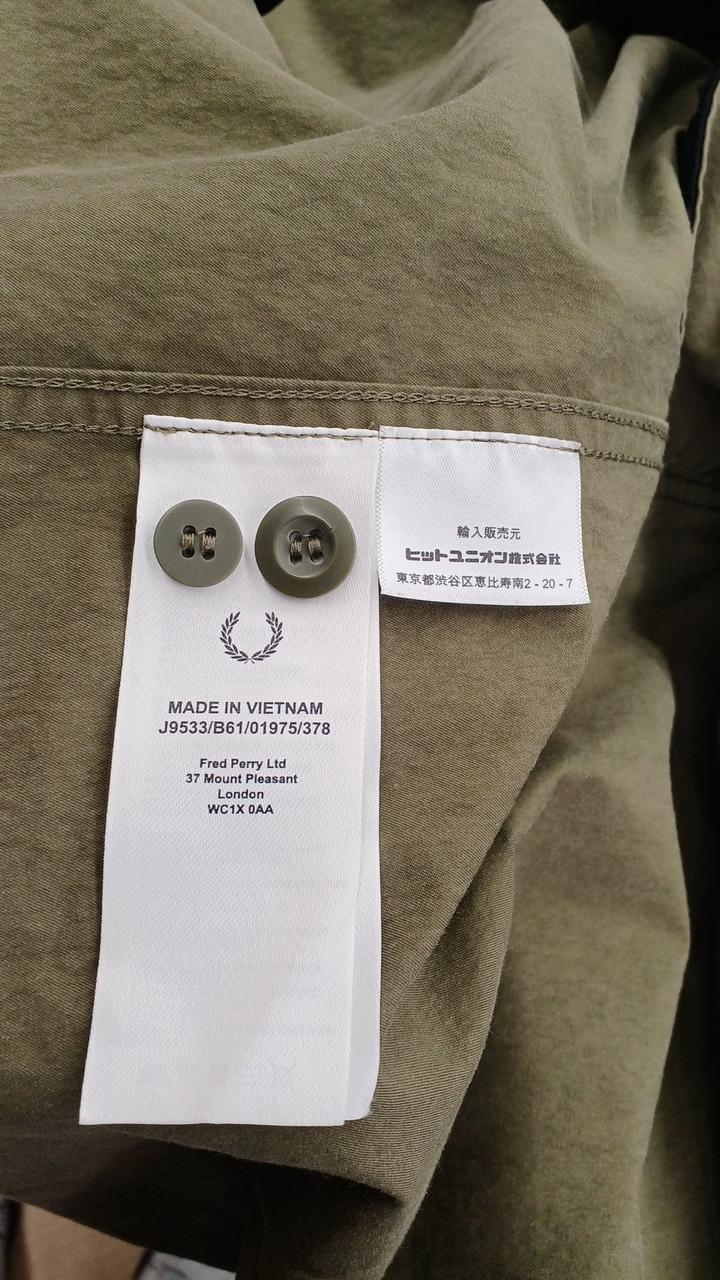 MADE IN VIETNAM
J9533/B61/01975/378
Fred Perry Ltd
37 Mount Pleasant
London
WC1X 0AA
輸入販売元
ヒットユニオン株式会社
東京都渋谷区恵比寿南2-20-7